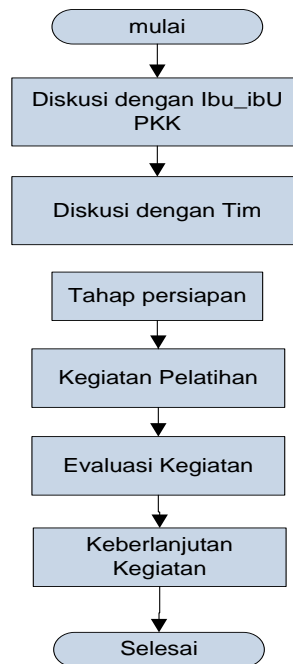 mulai
Diskusi dengan Ibu_ibU
PKK
Diskusi dengan Tim
Tahap persiapan
Kegiatan Pelatihan
Evaluasi Kegiatan
Keberlanjutan
Kegiatan
Selesai